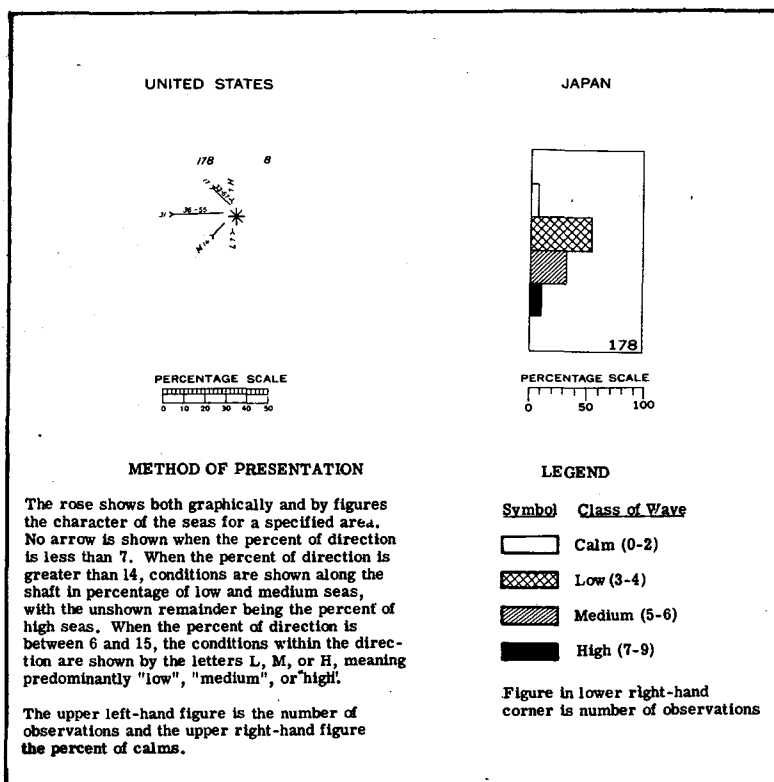 UNITED STATES
JAPAN
178 8
17 33-67
H
31 36-55
M 14
178
PERCENTAGE SCALE
0 10 20 30 40 50
PERCENTAGE SCALE
0 50 100
METHOD OF PRESENTATION
The rose shows both graphically and by figures
the character of the seas for a specified area.
No arrow is shown when the percent of direction
is less than 7. When the percent of direction is
greater than 14, conditions are shown along the
shaft in percentage of low and medium seas,
with the unshown remainder being the percent of
high seas. When the percent of direction is
between 6 and 15, the conditions within the direc-
tion are shown by the letters L, M, or H, meaning
predominantly "low", "medium", or "high".
The upper left-hand figure is the number of
observations and the upper right-hand figure
the percent of calms.
LEGEND
Symbol Class of Wave
Calm (0-2)
Low (3-4)
Medium (5-6)
High (7-9)
Figure in lower right-hand
corner is number of observations